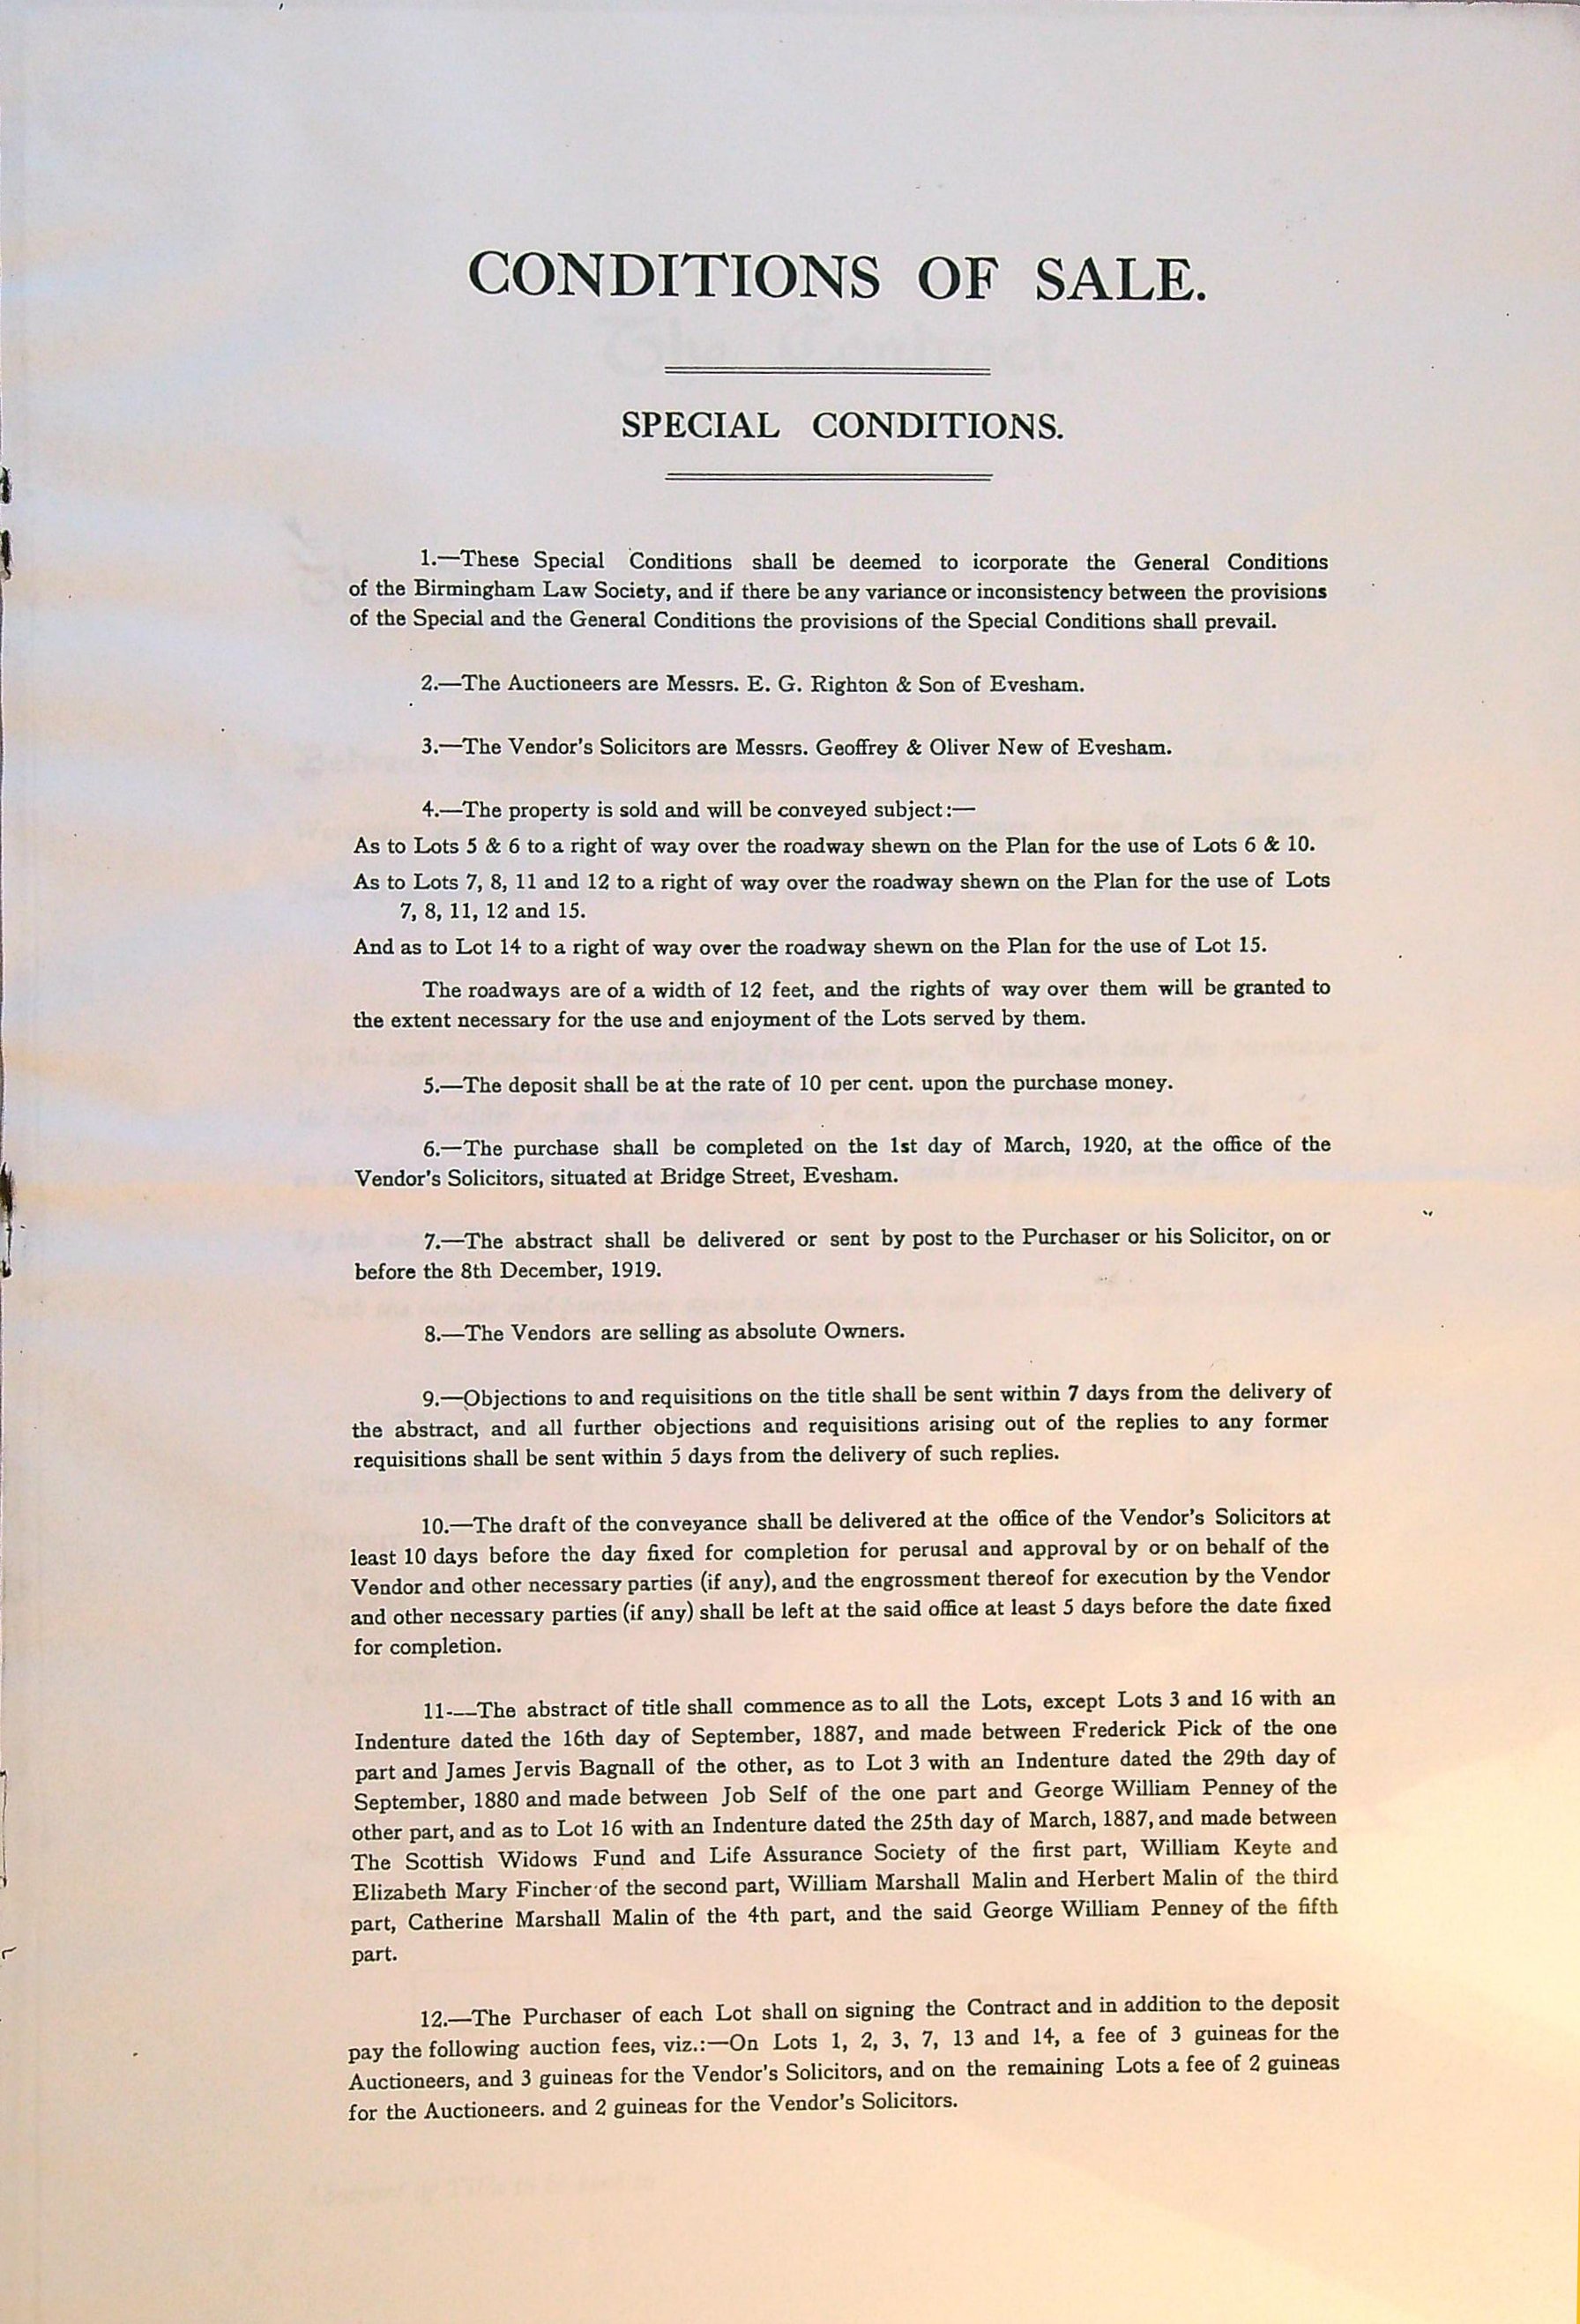 CONDITIONS OF SALE.
SPECIAL CONDITIONS.
1.—These Special Conditions shall be deemed to icorporate the General Conditions
of the Birmingham Law Society, and if there be any variance or inconsistency between the provisions
of the Special and the General Conditions the provisions of the Special Conditions shall prevail.
2.—The Auctioneers are Messrs. E. G. Righton & Son of Evesham.
3.—The Vendor's Solicitors are Messrs. Geoffrey & Oliver New of Evesham.
4.—The property is sold and will be conveyed subject:—
As to Lots 5 & 6 to a right of way over the roadway shewn on the Plan for the use of Lots 6 & 10.
As to Lots 7, 8, 11 and 12 to a right of way over the roadway shewn on the Plan for the use of Lots
7, 8, 11, 12 and 15.
And as to Lot 14 to a right of way over the roadway shewn on the Plan for the use of Lot 15.
The roadways are of a width of 12 feet, and the rights of way over them will be granted to
the extent necessary for the use and enjoyment of the Lots served by them.
5.—The deposit shall be at the rate of 10 per cent. upon the purchase money.
6.—The purchase shall be completed on the 1st day of March, 1920, at the office of the
Vendor's Solicitors, situated at Bridge Street, Evesham.
7.—The abstract shall be delivered or sent by post to the Purchaser or his Solicitor, on or
before the 8th December, 1919.
8.—The Vendors are selling as absolute Owners.
9.—Objections to and requisitions on the title shall be sent within 7 days from the delivery of
the abstract, and all further objections and requisitions arising out of the replies to any former
requisitions shall be sent within 5 days from the delivery of such replies.
10.—The draft of the conveyance shall be delivered at the office of the Vendor's Solicitors at
least 10 days before the day fixed for completion for perusal and approval by or on behalf of the
Vendor and other necessary parties (if any), and the engrossment thereof for execution by the Vendor
and other necessary parties (if any) shall be left at the said office at least 5 days before the date fixed
for completion.
11-—The abstract of title shall commence as to all the Lots, except Lots 3 and 16 with an
Indenture dated the 16th day of September, 1887, and made between Frederick Pick of the one
part and James Jervis Bagnall of the other, as to Lot 3 with an Indenture dated the 29th day of
September, 1880 and made between Job Self of the one part and George William Penney of the
other part, and as to Lot 16 with an Indenture dated the 25th day of March, 1887, and made between
The Scottish Widows Fund and Life Assurance Society of the first part, William Keyte and
Elizabeth Mary Fincher of the second part, William Marshall Malin and Herbert Malin of the third
part, Catherine Marshall Malin of the 4th part, and the said George William Penney of the fifth
part.
12.—The Purchaser of each Lot shall on signing the Contract and in addition to the deposit
pay the following auction fees, viz.:—On Lots 1, 2, 3, 7, 13 and 14, a fee of 3 guineas for the
Auctioneers, and 3 guineas for the Vendor's Solicitors, and on the remaining Lots a fee of 2 guineas
for the Auctioneers. and 2 guineas for the Vendor's Solicitors.